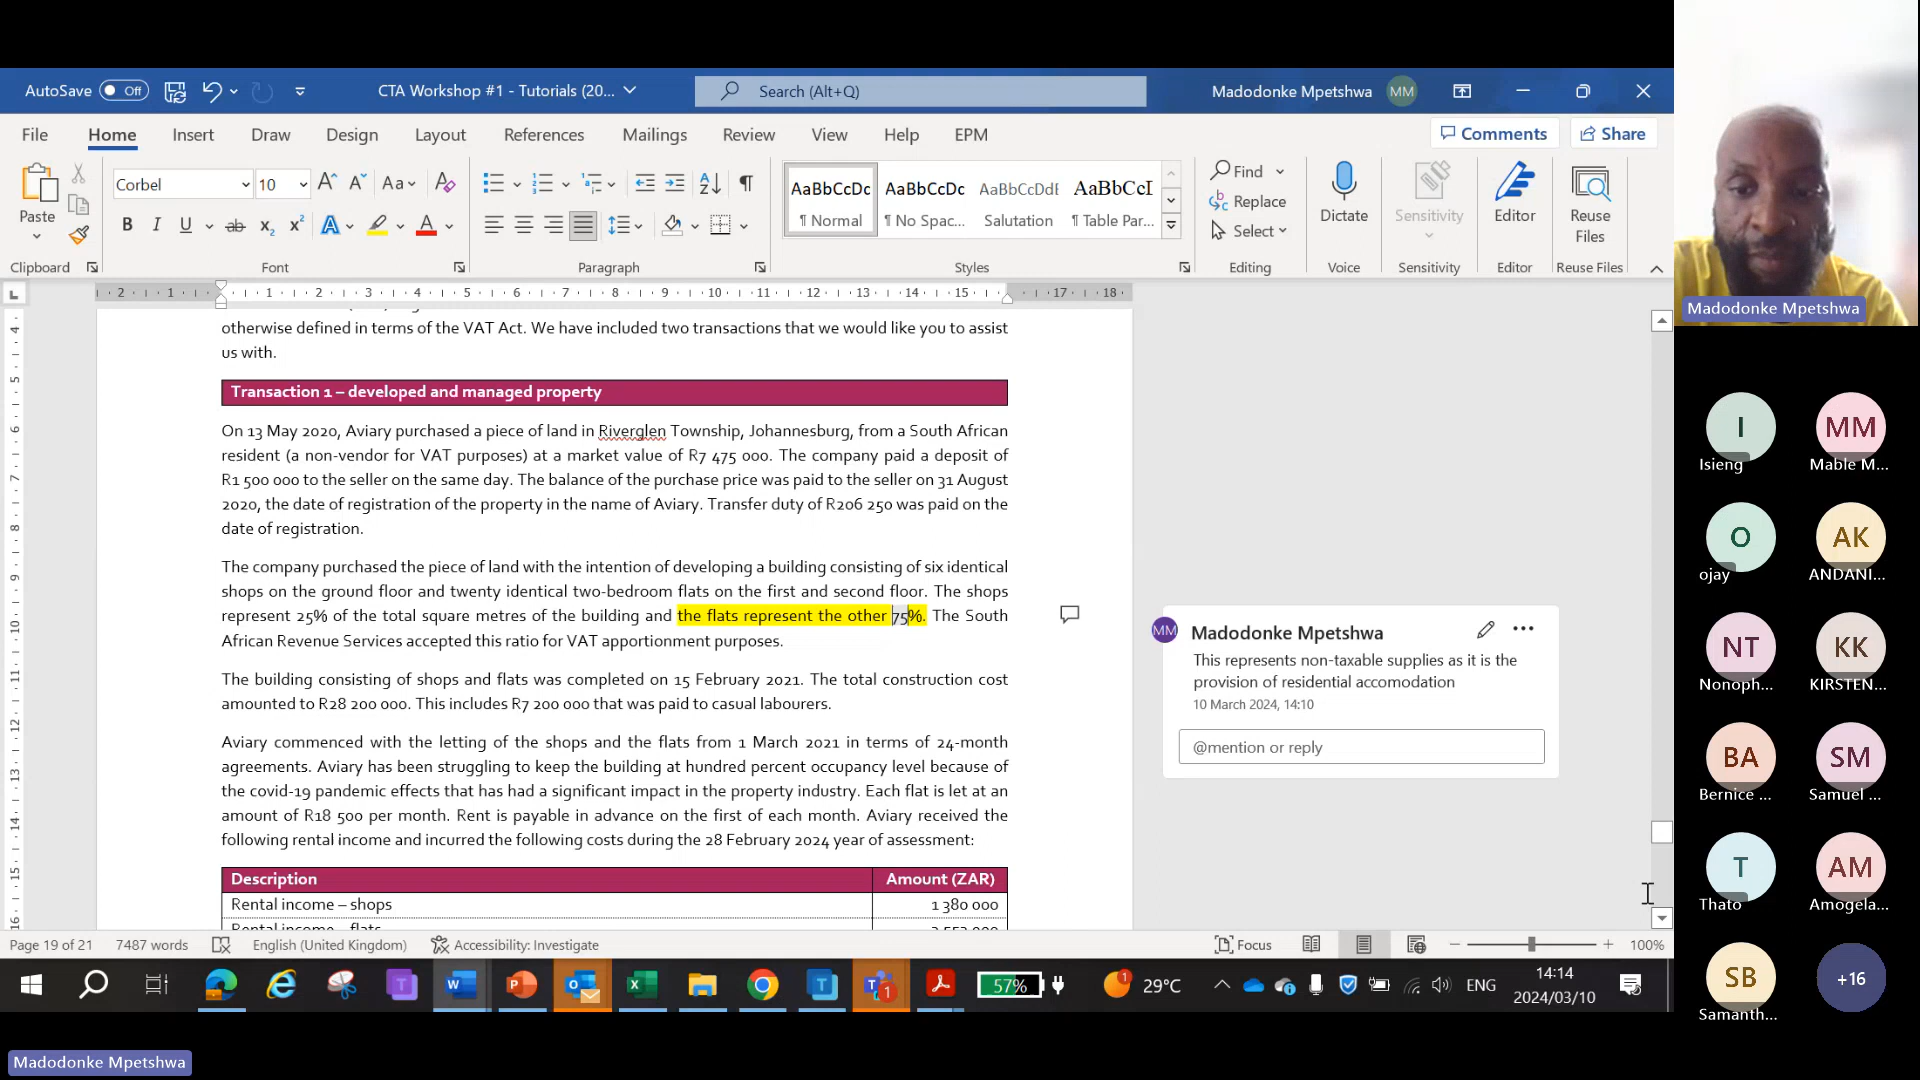 AutoSave Off
CTA Workshop #1 - Tutorials (20...
Search (Alt+Q)
Madodonke Mpetshwa MM
File Home Insert Draw Design Layout References Mailings Review View Help EPM
Comments Share
Paste
Clipboard
Corbel 10
Font
Paragraph
AaBbCcDc AaBbCcDc AaBbCcDdE AaBbCcI
¶ Normal ¶ No Spac... Salutation ¶ Table Par...
Styles
Find
Replace
Select
Editing
Dictate
Voice
Sensitivity
Sensitivity
Editor
Editor
Reuse Files
Reuse Files
otherwise defined in terms of the VAT Act. We have included two transactions that we would like you to assist
us with.
Transaction 1 – developed and managed property
On 13 May 2020, Aviary purchased a piece of land in Riverglen Township, Johannesburg, from a South African
resident (a non-vendor for VAT purposes) at a market value of R7 475 000. The company paid a deposit of
R1 500 000 to the seller on the same day. The balance of the purchase price was paid to the seller on 31 August
2020, the date of registration of the property in the name of Aviary. Transfer duty of R206 250 was paid on the
date of registration.
The company purchased the piece of land with the intention of developing a building consisting of six identical
shops on the ground floor and twenty identical two-bedroom flats on the first and second floor. The shops
represent 25% of the total square metres of the building and the flats represent the other 75%. The South
African Revenue Services accepted this ratio for VAT apportionment purposes.
The building consisting of shops and flats was completed on 15 February 2021. The total construction cost
amounted to R28 200 000. This includes R7 200 000 that was paid to casual labourers.
Aviary commenced with the letting of the shops and the flats from 1 March 2021 in terms of 24-month
agreements. Aviary has been struggling to keep the building at hundred percent occupancy level because of
the covid-19 pandemic effects that has had a significant impact in the property industry. Each flat is let at an
amount of R18 500 per month. Rent is payable in advance on the first of each month. Aviary received the
following rental income and incurred the following costs during the 28 February 2024 year of assessment:
Description Amount (ZAR)
Rental income – shops 1 380 000
MM Madodonke Mpetshwa
This represents non-taxable supplies as it is the
provision of residential accomodation
10 March 2024, 14:10
@mention or reply
Page 19 of 21 7487 words English (United Kingdom) Accessibility: Investigate
Focus 100%
57% 29°C ENG
14:14
2024/03/10
Madodonke Mpetshwa
I MM
Isieng Mable M...
O AK
ojay ANDANI...
NT KK
Nonoph... KIRSTEN...
BA SM
Bernice ... Samuel ...
T AM
Thato Amogela...
SB +16
Samanth...
Madodonke Mpetshwa